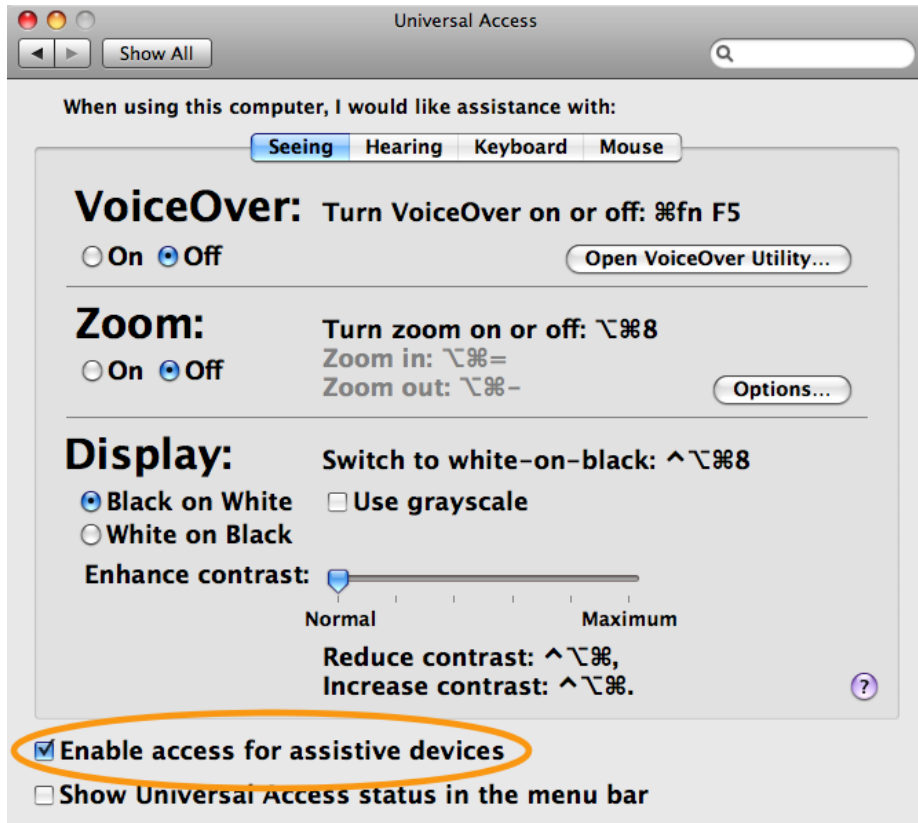 Universal Access
Show All
When using this computer, I would like assistance with:
Seeing Hearing Keyboard Mouse
VoiceOver: Turn VoiceOver on or off: ⌘fn F5
On Off Open VoiceOver Utility...
Zoom: Turn zoom on or off: ⌥⌘8
On Off Zoom in: ⌥⌘=
Zoom out: ⌥⌘-
Options...
Display: Switch to white-on-black: ^⌥⌘8
Black on White Use grayscale
White on Black
Enhance contrast:
Normal Maximum
Reduce contrast: ^⌥⌘,
Increase contrast: ^⌥⌘.
?
Enable access for assistive devices
Show Universal Access status in the menu bar